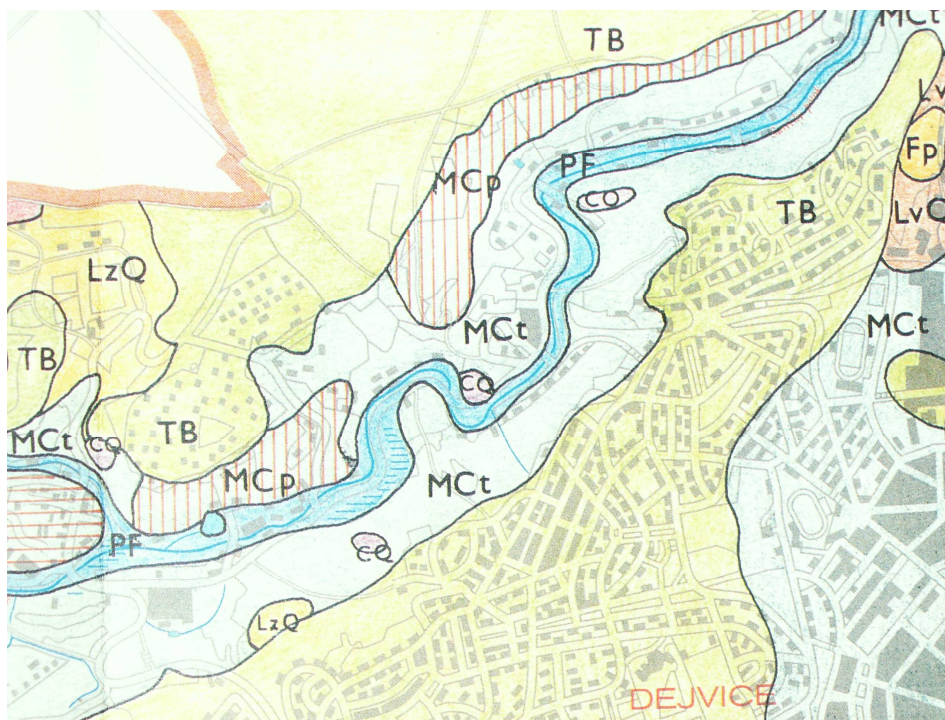 MCt
TB
Lv
Fp
PF
MCp
CQ
TB
LvQ
LzQ
MCt
MCt
TB
CQ
TB
MCt
CQ
MCp
MCt
PF
CQ
LzQ
DEJVICE